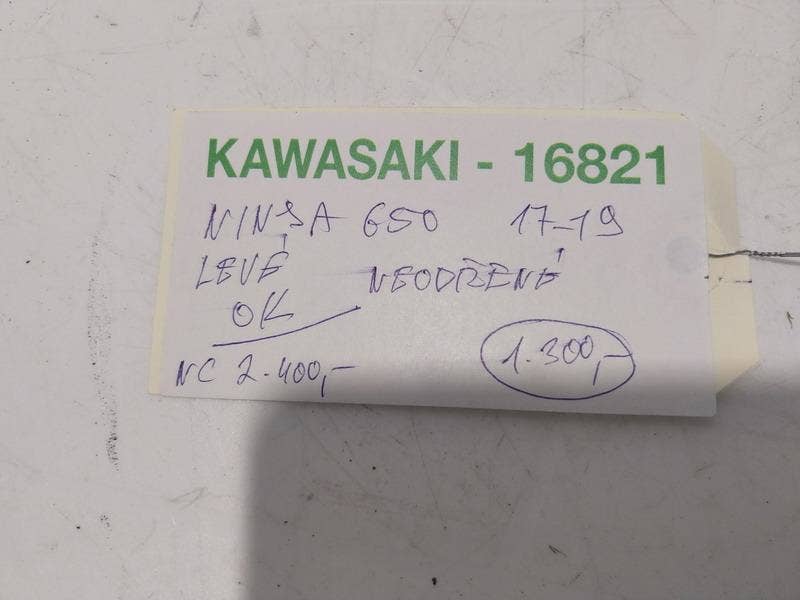 KAWASAKI - 16821
NINJA 650 17-19
LEVÉ NEODŘENÉ
OK
NC 2.400,- 1.300,-